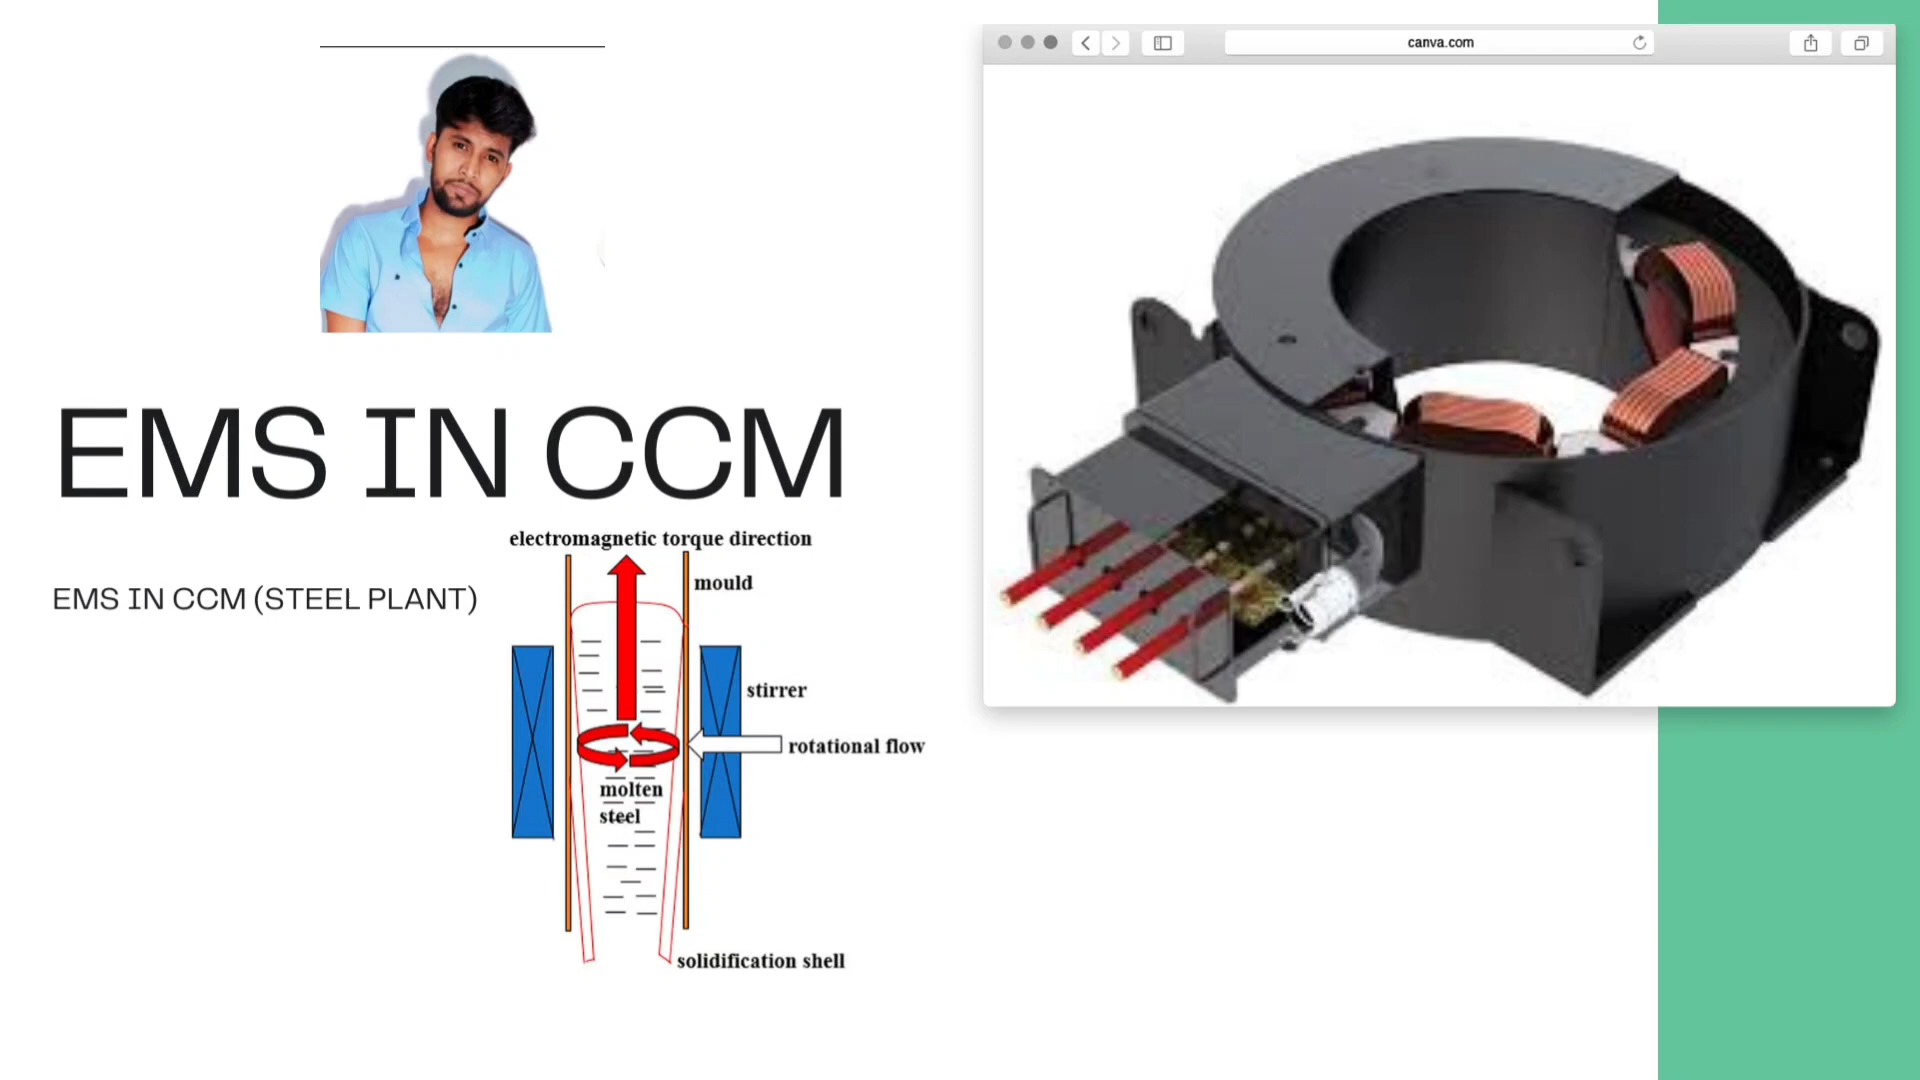 canva.com
EMS IN CCM
EMS IN CCM (STEEL PLANT)
electromagnetic torque direction
mould
stirrer
rotational flow
molten
steel
solidification shell